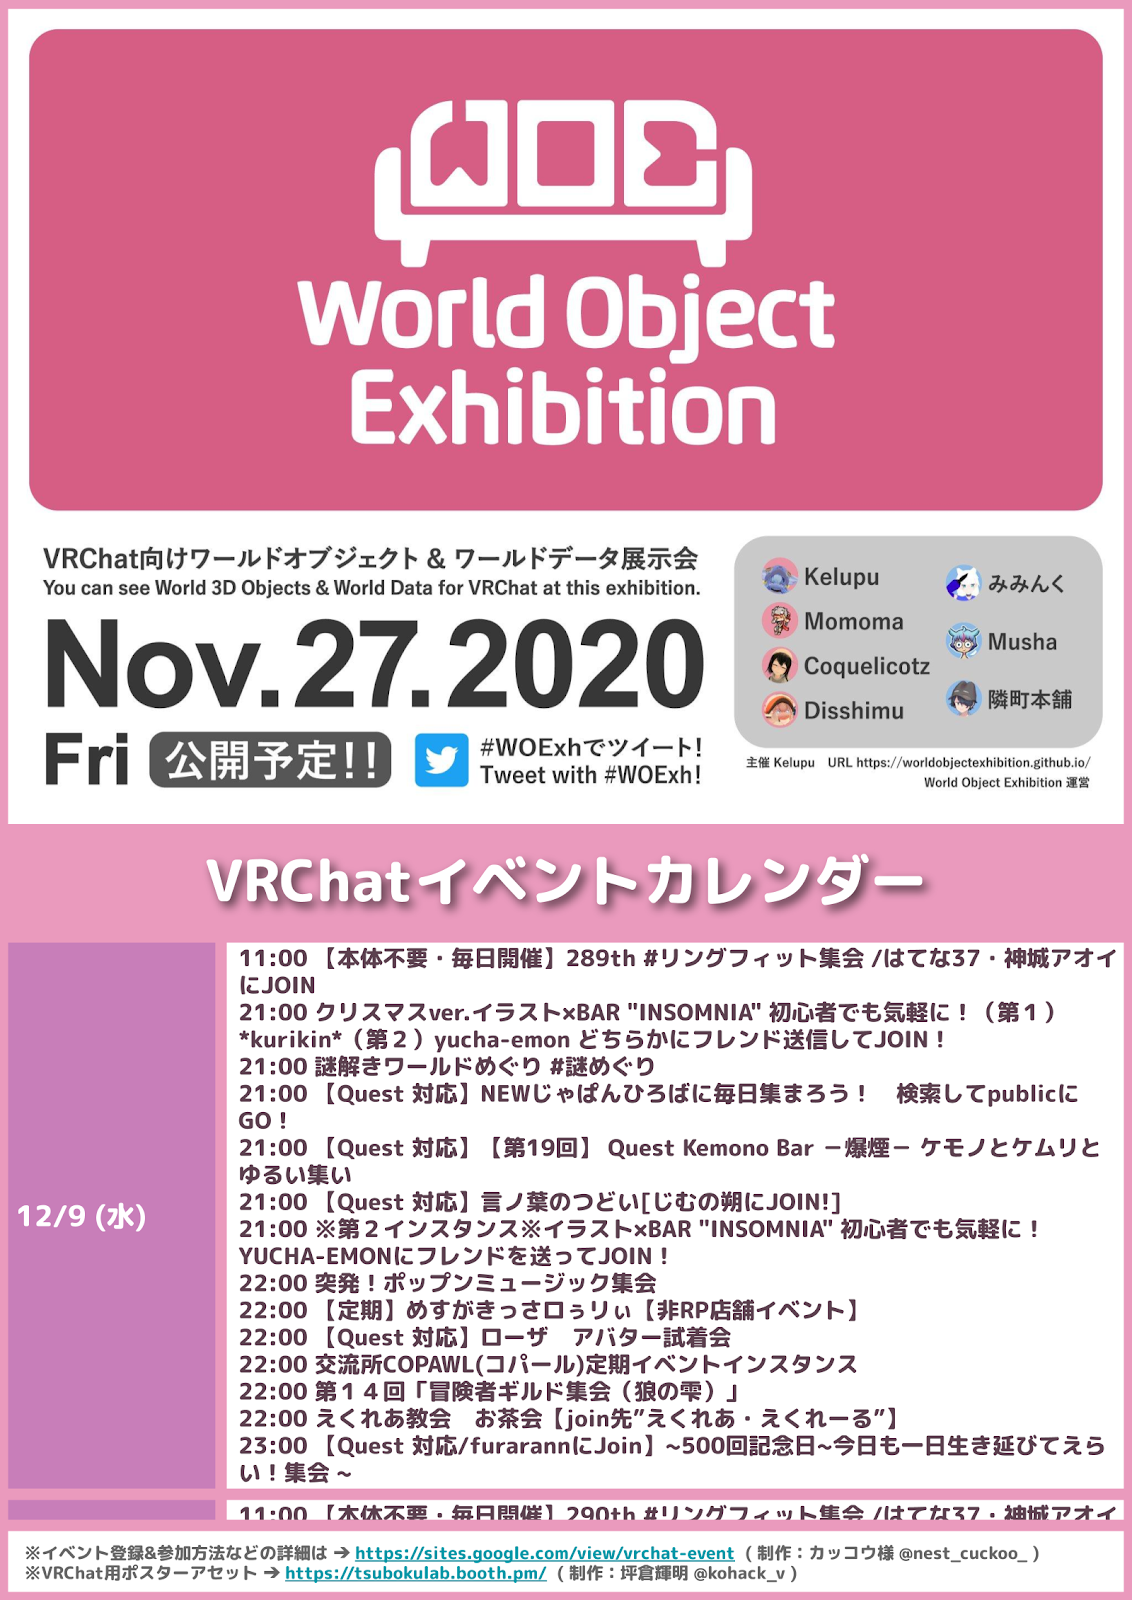 WOE
World Object
Exhibition
VRChat向けワールドオブジェクト & ワールドデータ展示会
You can see World 3D Objects & World Data for VRChat at this exhibition.
Nov.27.2020
Fri 公開予定!!
#WOExhでツイート!
Tweet with #WOExh!
Kelupu
Momoma
Coquelicotz
Disshimu
みみんく
Musha
隣町本舗
主催 Kelupu URL https://worldobjectexhibition.github.io/
World Object Exhibition 運営
VRChatイベントカレンダー
12/9 (水)
11:00 【本体不要・毎日開催】289th #リングフィット集会 /はてな37・神城アオイ
にJOIN
21:00 クリスマスver.イラスト×BAR "INSOMNIA" 初心者でも気軽に！（第１）
*kurikin*（第２）yucha-emon どちらかにフレンド送信してJOIN！
21:00 謎解きワールドめぐり #謎めぐり
21:00 【Quest 対応】NEWじゃぱんひろばに毎日集まろう！　検索してpublicに
GO！
21:00 【Quest 対応】【第19回】 Quest Kemono Bar －爆煙－ ケモノとケムリと
ゆるい集い
21:00 【Quest 対応】言ノ葉のつどい[じむの朔にJOIN!]
21:00 ※第２インスタンス※イラスト×BAR "INSOMNIA" 初心者でも気軽に！
YUCHA-EMONにフレンドを送ってJOIN！
22:00 突発！ポップンミュージック集会
22:00 【定期】めすがきっさロぅリぃ【非RP店舗イベント】
22:00 【Quest 対応】ローザ　アバター試着会
22:00 交流所COPAWL(コパール)定期イベントインスタンス
22:00 第１４回「冒険者ギルド集会（狼の雫）」
22:00 えくれあ教会　お茶会【join先”えくれあ・えくれーる”】
23:00 【Quest 対応/furarannにJoin】~500回記念日~今日も一日生き延びてえら
い！集会 ~
11:00 【本体不要・毎日開催】290th #リングフィット集会 /はてな37・神城アオイ
※イベント登録&参加方法などの詳細は ➔ https://sites.google.com/view/vrchat-event （ 制作：カッコウ様 @nest_cuckoo_ ）
※VRChat用ポスターアセット ➔ https://tsubokulab.booth.pm/ （ 制作：坪倉輝明 @kohack_v ）